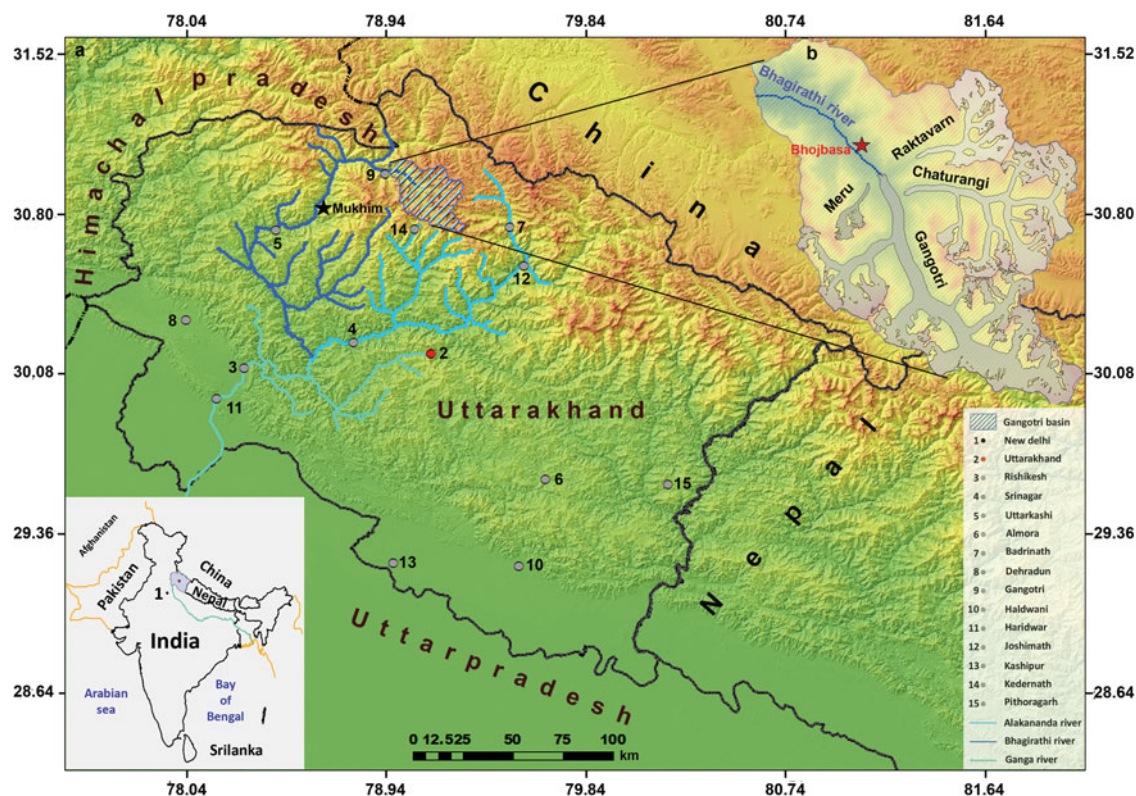 78.04 78.94 79.84 80.74 81.64
31.52
30.80
30.08
29.36
28.64
a
Himachalpradesh
China
Nepal
Uttarakhand
Uttarpradesh
Mukhim
9
5
14
7
12
8
4
2
3
11
6
15
13
10
0 12.5 25 50 75 100
km
b
Bhagirathi river
Bhojbasa
Raktavarn
Chaturangi
Meru
Gangotri
31.52
30.80
30.08
29.36
28.64
Gangotri basin
1 New delhi
2 Uttarakhand
3 Rishikesh
4 Srinagar
5 Uttarkashi
6 Almora
7 Badrinath
8 Dehradun
9 Gangotri
10 Haldwani
11 Haridwar
12 Joshimath
13 Kashipur
14 Kedernath
15 Pithoragarh
Alakananda river
Bhagirathi river
Ganga river
Afghanistan
Pakistan
China
Nepal
1
India
Arabian
sea
Bay
of
Bengal
Srilanka
78.04 78.94 79.84 80.74 81.64